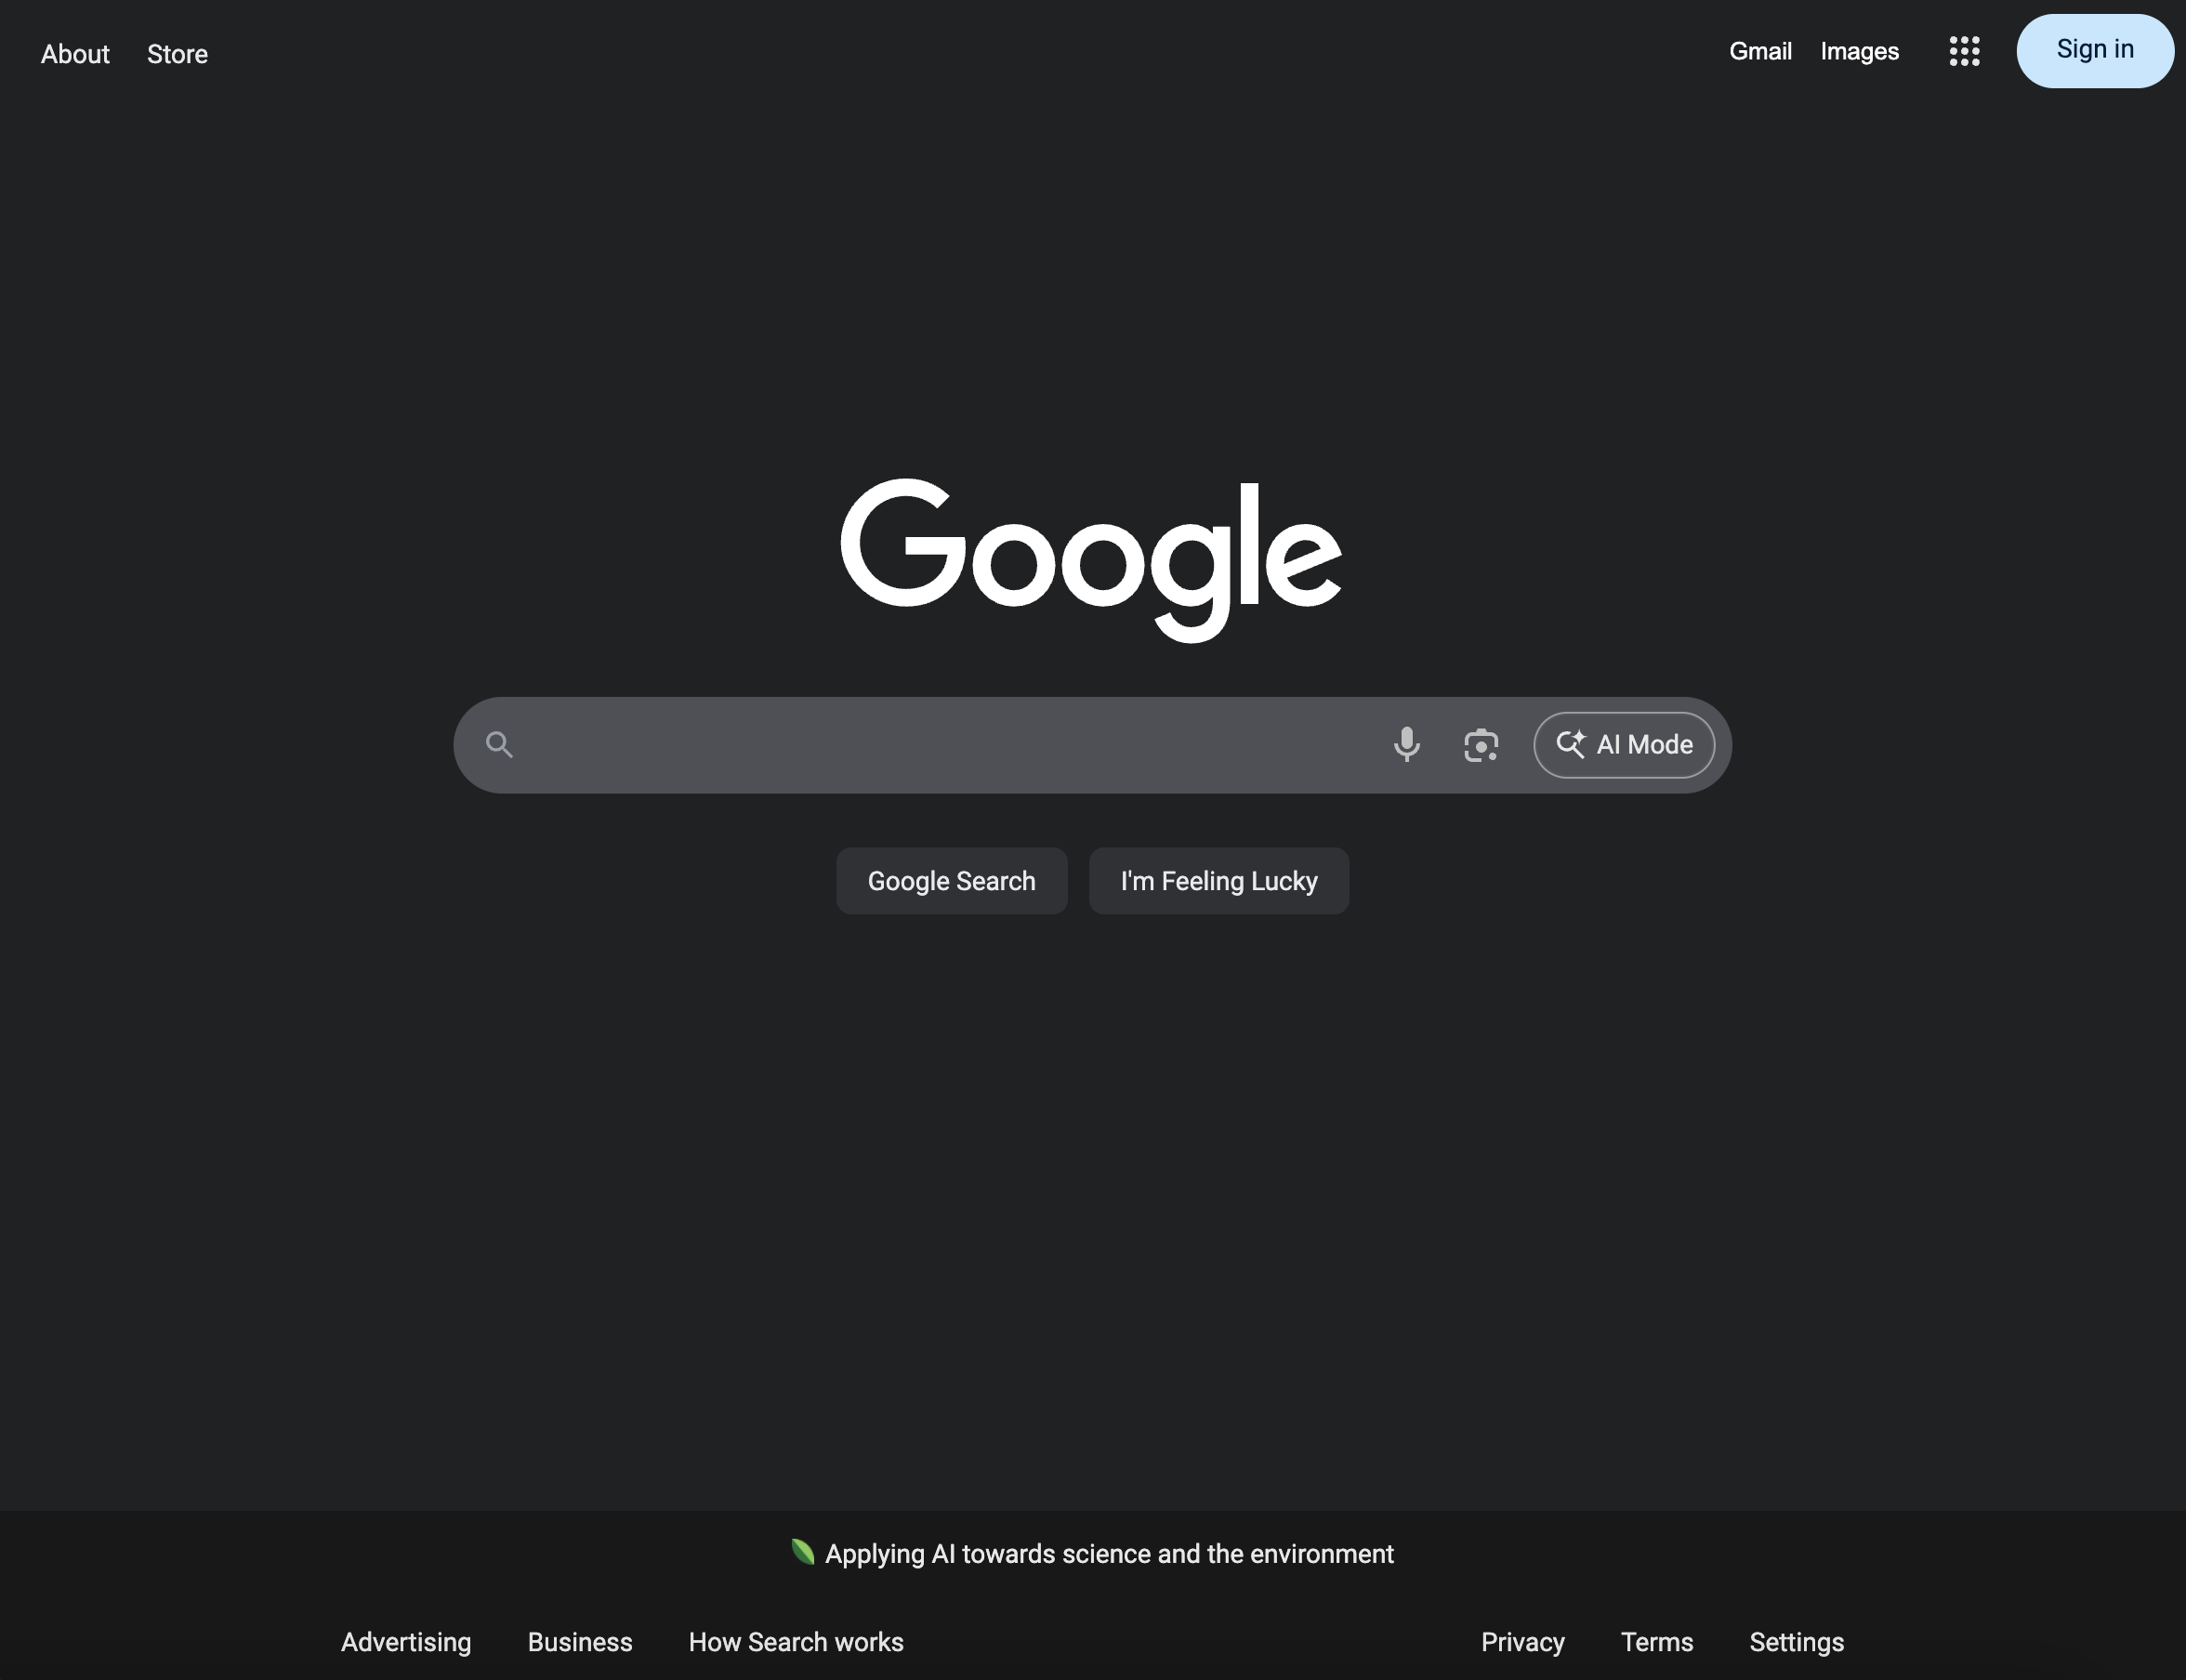 About Store Gmail Images Sign in
Google
AI Mode
Google Search I'm Feeling Lucky
Applying AI towards science and the environment
Advertising Business How Search works Privacy Terms Settings